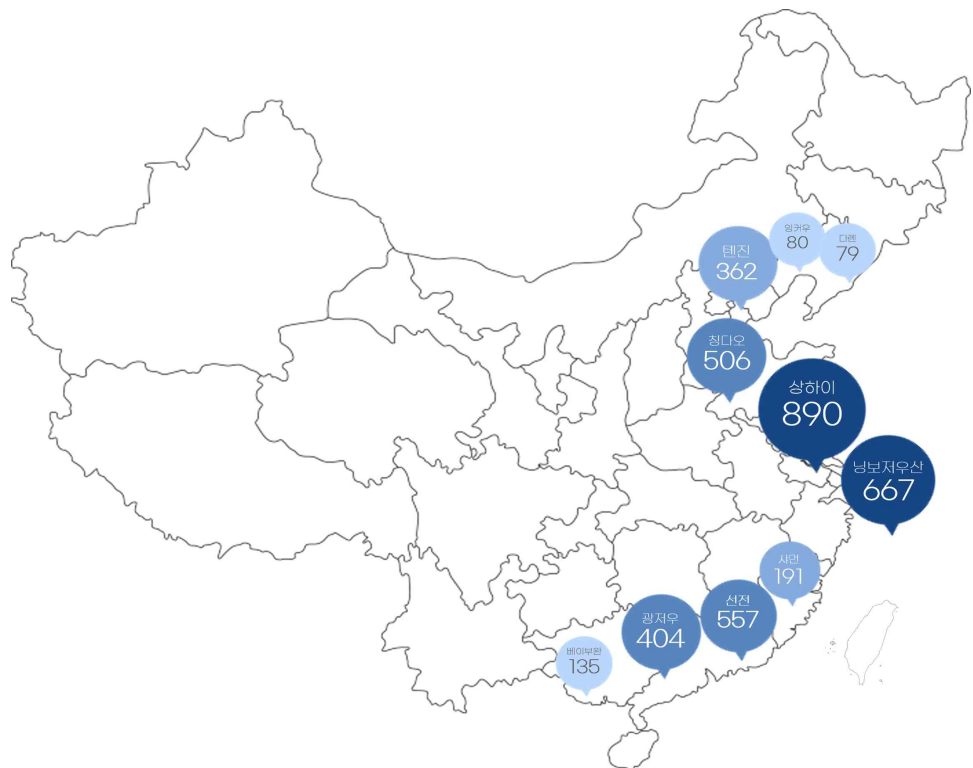 잉커우
80
다롄
79
톈진
362
칭다오
506
상하이
890
닝보저우산
667
샤먼
191
선전
557
광저우
404
베이부완
135